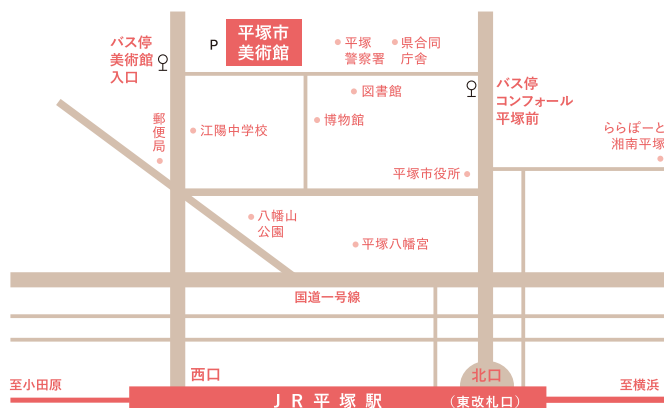 バス停
美術館
入口
P
平塚市
美術館
平塚
警察署
県合同
庁舎
図書館
バス停
コンフォール
平塚前
郵便局
江陽中学校
博物館
ららぽーと
湘南平塚
平塚市役所
八幡山
公園
平塚八幡宮
国道一号線
西口
北口
至小田原
至横浜
JR平塚駅
（東改札口）